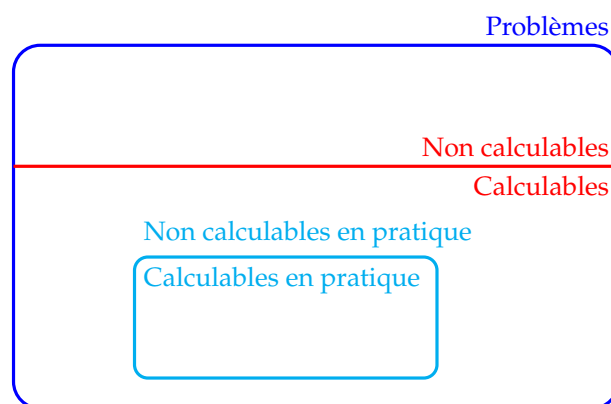 Problèmes
Non calculables
Calculables
Non calculables en pratique
Calculables en pratique